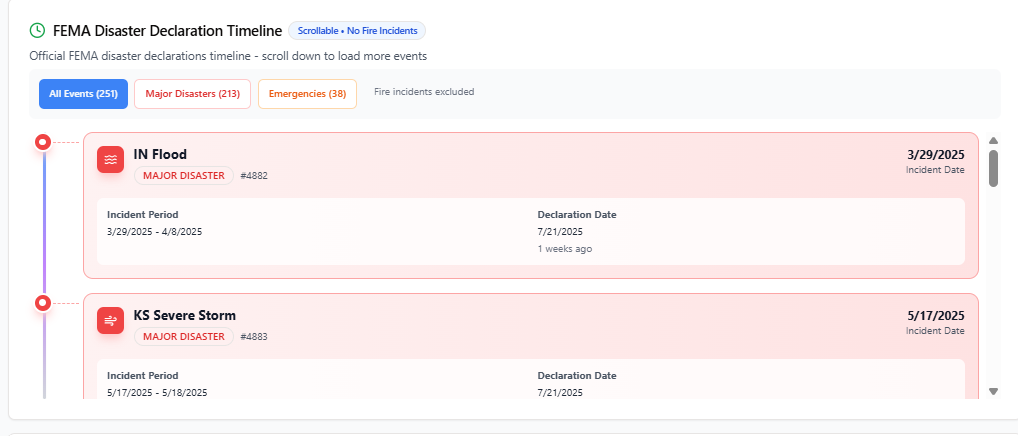 FEMA Disaster Declaration Timeline Scrollable • No Fire Incidents
Official FEMA disaster declarations timeline - scroll down to load more events
All Events (251) Major Disasters (213) Emergencies (38) Fire incidents excluded
IN Flood 3/29/2025
MAJOR DISASTER #4882 Incident Date
Incident Period Declaration Date
3/29/2025 - 4/8/2025 7/21/2025
1 weeks ago
KS Severe Storm 5/17/2025
MAJOR DISASTER #4883 Incident Date
Incident Period Declaration Date
5/17/2025 - 5/18/2025 7/21/2025